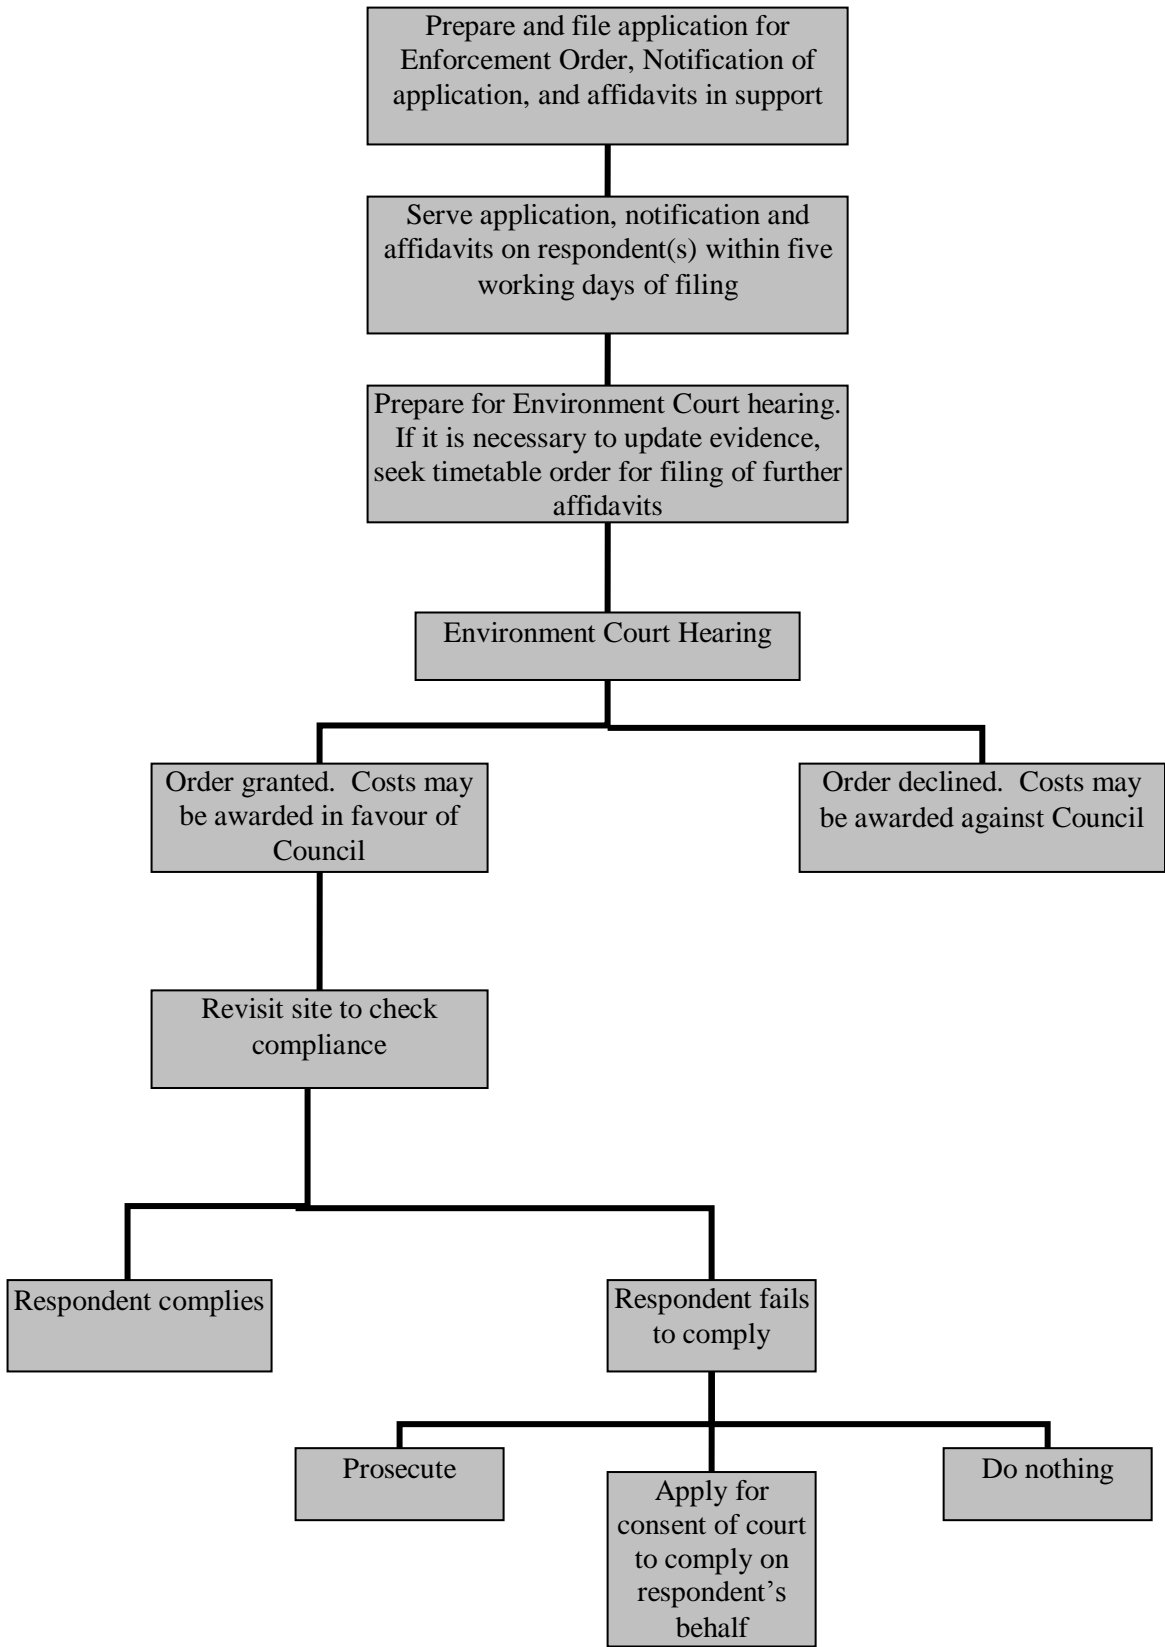 Prepare and file application for
Enforcement Order, Notification of
application, and affidavits in support
Serve application, notification and
affidavits on respondent(s) within five
working days of filing
Prepare for Environment Court hearing.
If it is necessary to update evidence,
seek timetable order for filing of further
affidavits
Environment Court Hearing
Order granted.  Costs may
be awarded in favour of
Council
Order declined.  Costs may
be awarded against Council
Revisit site to check
compliance
Respondent complies
Respondent fails
to comply
Prosecute
Apply for
consent of court
to comply on
respondent’s
behalf
Do nothing